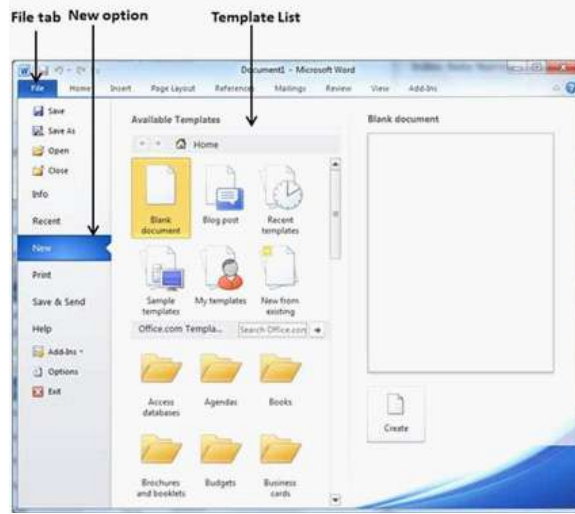 File tab New option Template List
Document1 - Microsoft Word
File Home Insert Page Layout References Mailings Review View Add-Ins
Save
Save As
Open
Close
Info
Recent
New
Print
Save & Send
Help
Add-Ins
Options
Exit
Available Templates
Home
Blank document
Blog post
Recent templates
Sample templates
My templates
New from existing
Office.com Templa... Search Office.com
Access databases
Agendas
Books
Brochures and booklets
Budgets
Business cards
Blank document
Create